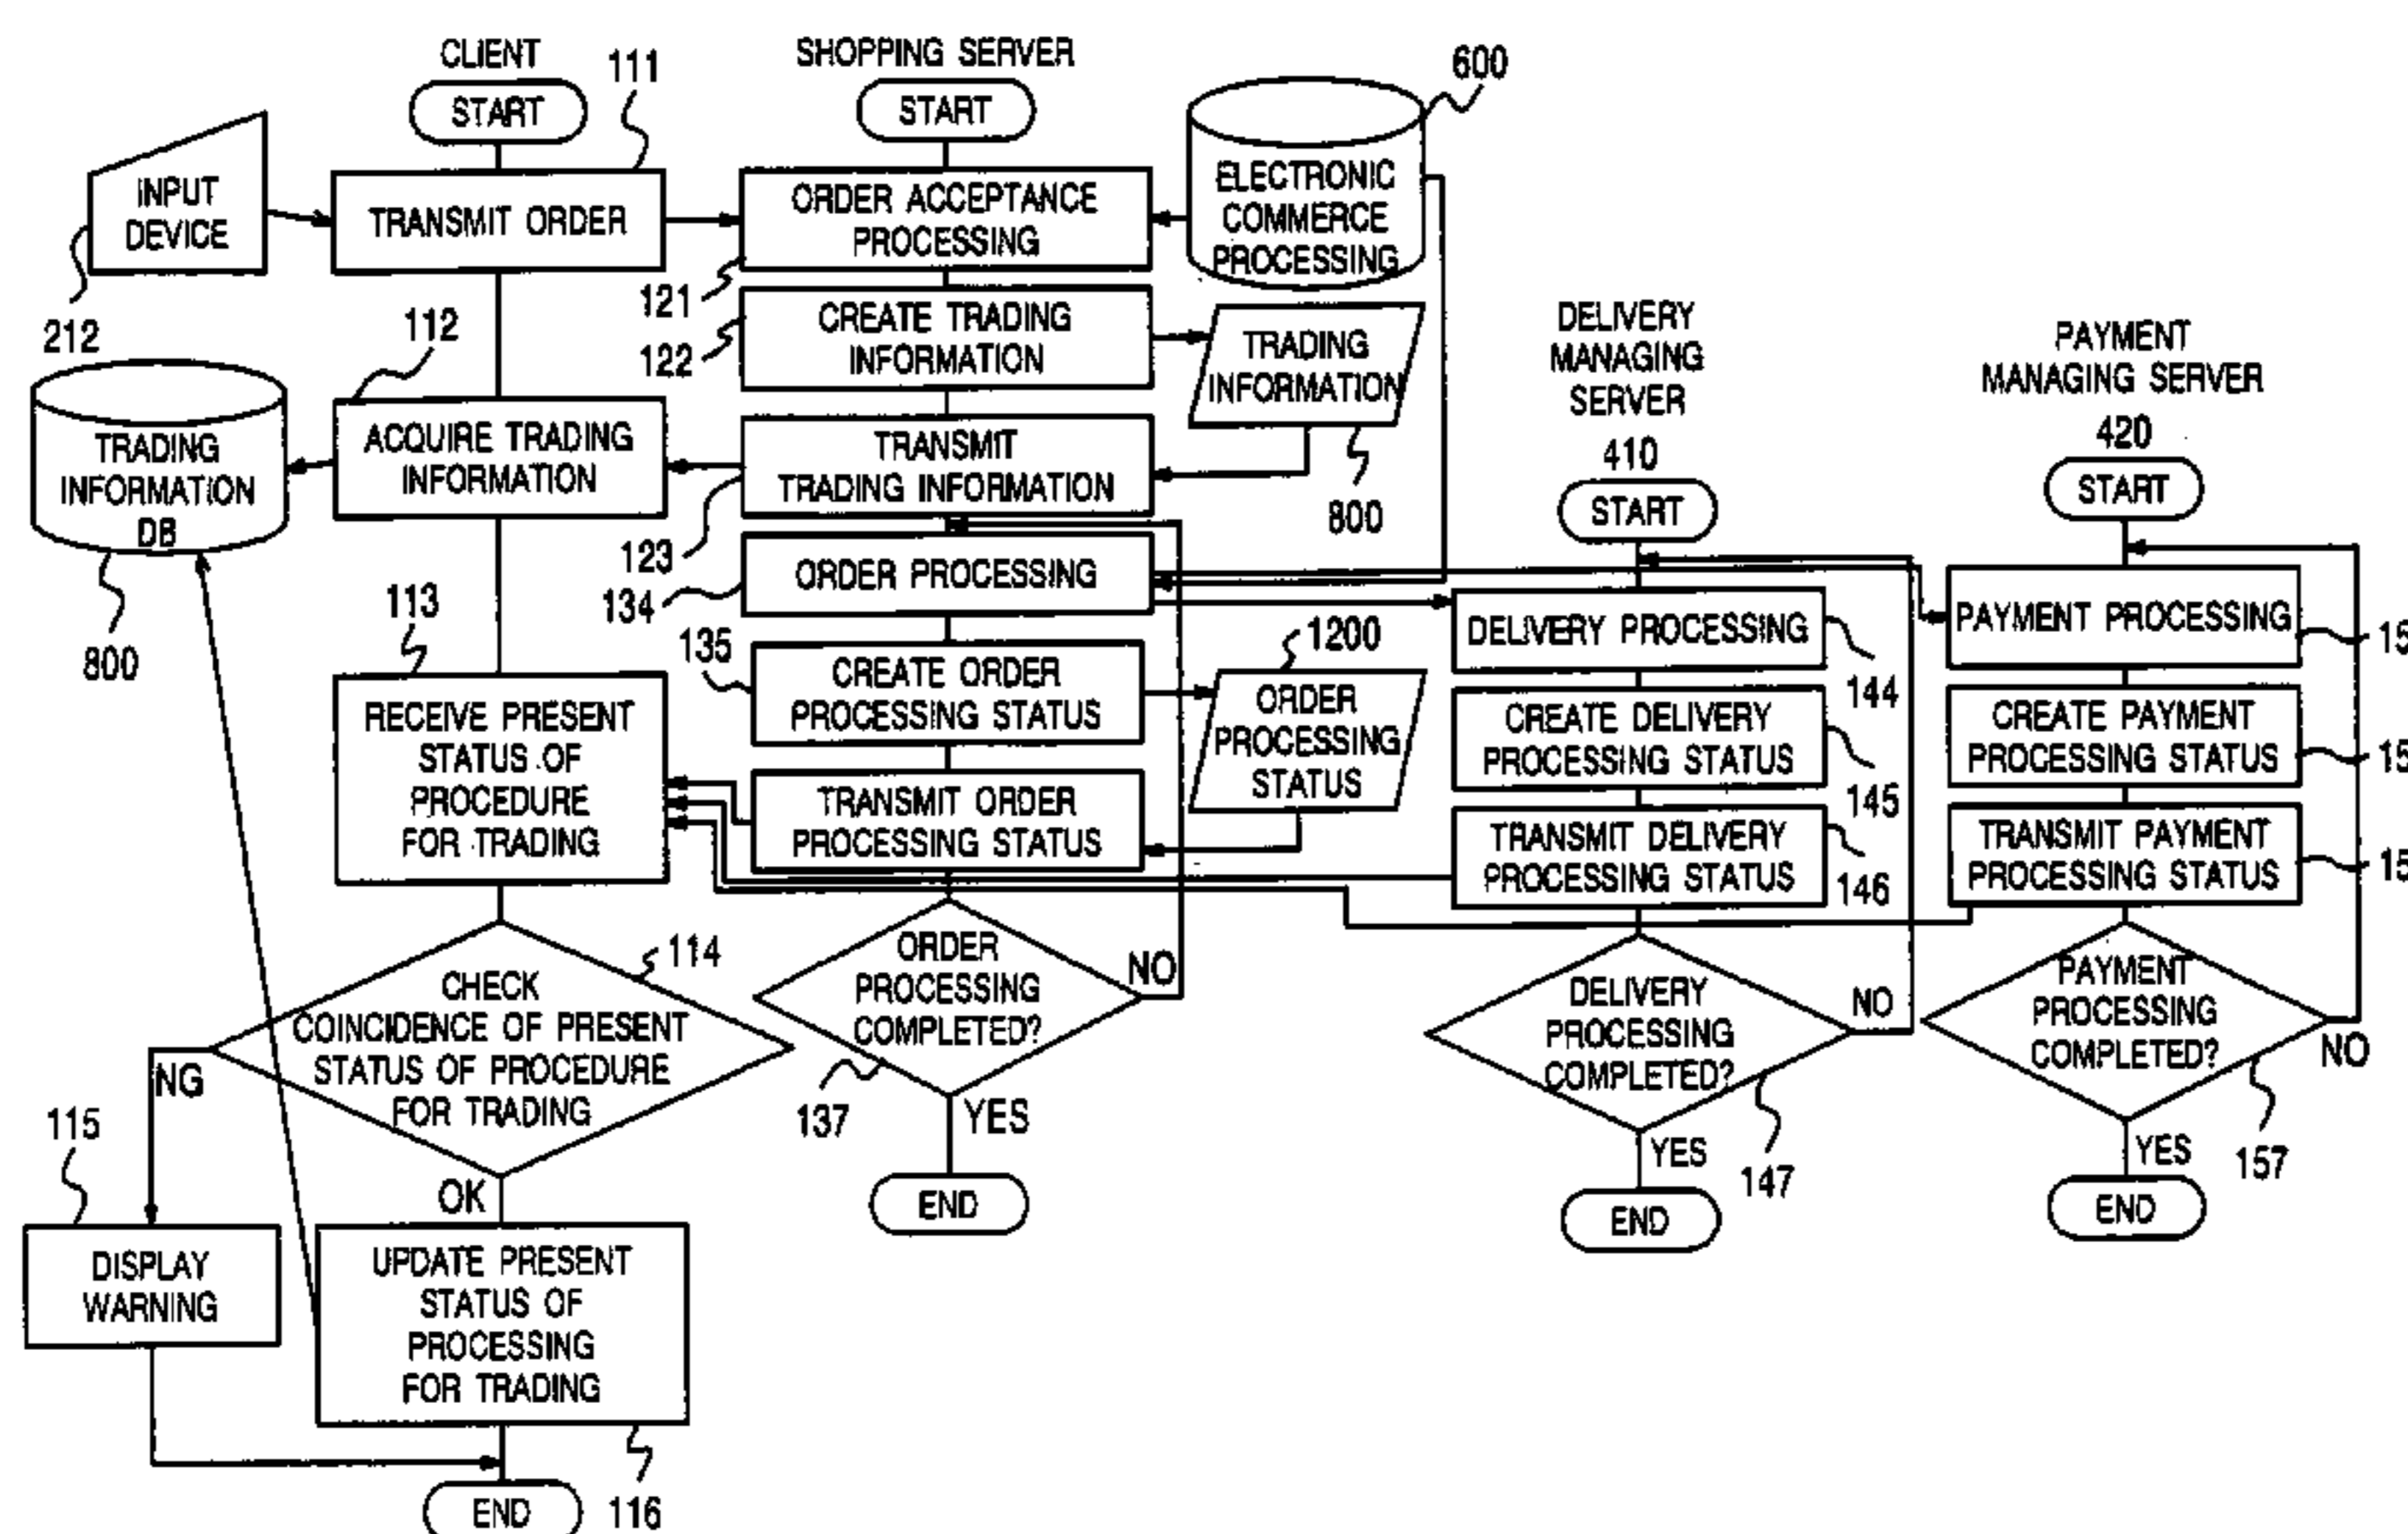 CLIENT
START
111
SHOPPING SERVER
START
600
INPUT
DEVICE
212
TRANSMIT ORDER
ORDER ACCEPTANCE
PROCESSING
121
ELECTRONIC
COMMERCE
PROCESSING
CREATE TRADING
INFORMATION
122
TRADING
INFORMATION
800
112
TRADING
INFORMATION
DB
800
ACQUIRE TRADING
INFORMATION
TRANSMIT
TRADING INFORMATION
123
DELIVERY
MANAGING
SERVER
410
START
PAYMENT
MANAGING SERVER
420
START
ORDER PROCESSING
134
113
RECEIVE PRESENT
STATUS OF
PROCEDURE
FOR TRADING
135
CREATE ORDER
PROCESSING STATUS
1200
ORDER
PROCESSING
STATUS
TRANSMIT ORDER
PROCESSING STATUS
DELIVERY PROCESSING
144
CREATE DELIVERY
PROCESSING STATUS
145
TRANSMIT DELIVERY
PROCESSING STATUS
146
PAYMENT PROCESSING
15
CREATE PAYMENT
PROCESSING STATUS
15
TRANSMIT PAYMENT
PROCESSING STATUS
15
114
CHECK
COINCIDENCE OF PRESENT
STATUS OF PROCEDURE
FOR TRADING
NG
OK
ORDER
PROCESSING
COMPLETED?
NO
137
YES
END
DELIVERY
PROCESSING
COMPLETED?
NO
YES
147
END
PAYMENT
PROCESSING
COMPLETED?
NO
YES
157
END
115
DISPLAY
WARNING
UPDATE PRESENT
STATUS OF
PROCESSING
FOR TRADING
116
END